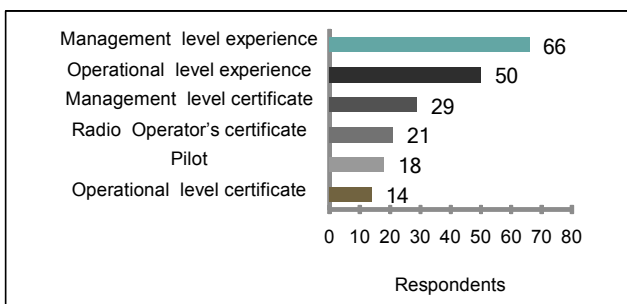 Management level experience 66
Operational level experience 50
Management level certificate 29
Radio Operator's certificate 21
Pilot 18
Operational level certificate 14
0 10 20 30 40 50 60 70 80
Respondents